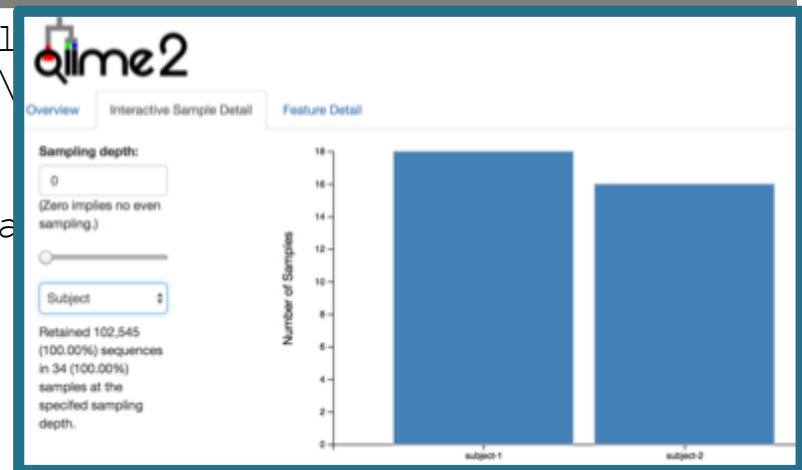 qiime2
Overview Interactive Sample Detail Feature Detail
Sampling depth:
0
(Zero implies no even
sampling.)
Subject
Retained 102,545
(100.00%) sequences
in 34 (100.00%)
samples at the
specifed sampling
depth.
Number of Samples
18
16
14
12
10
8
6
4
2
0
subject-1 subject-2